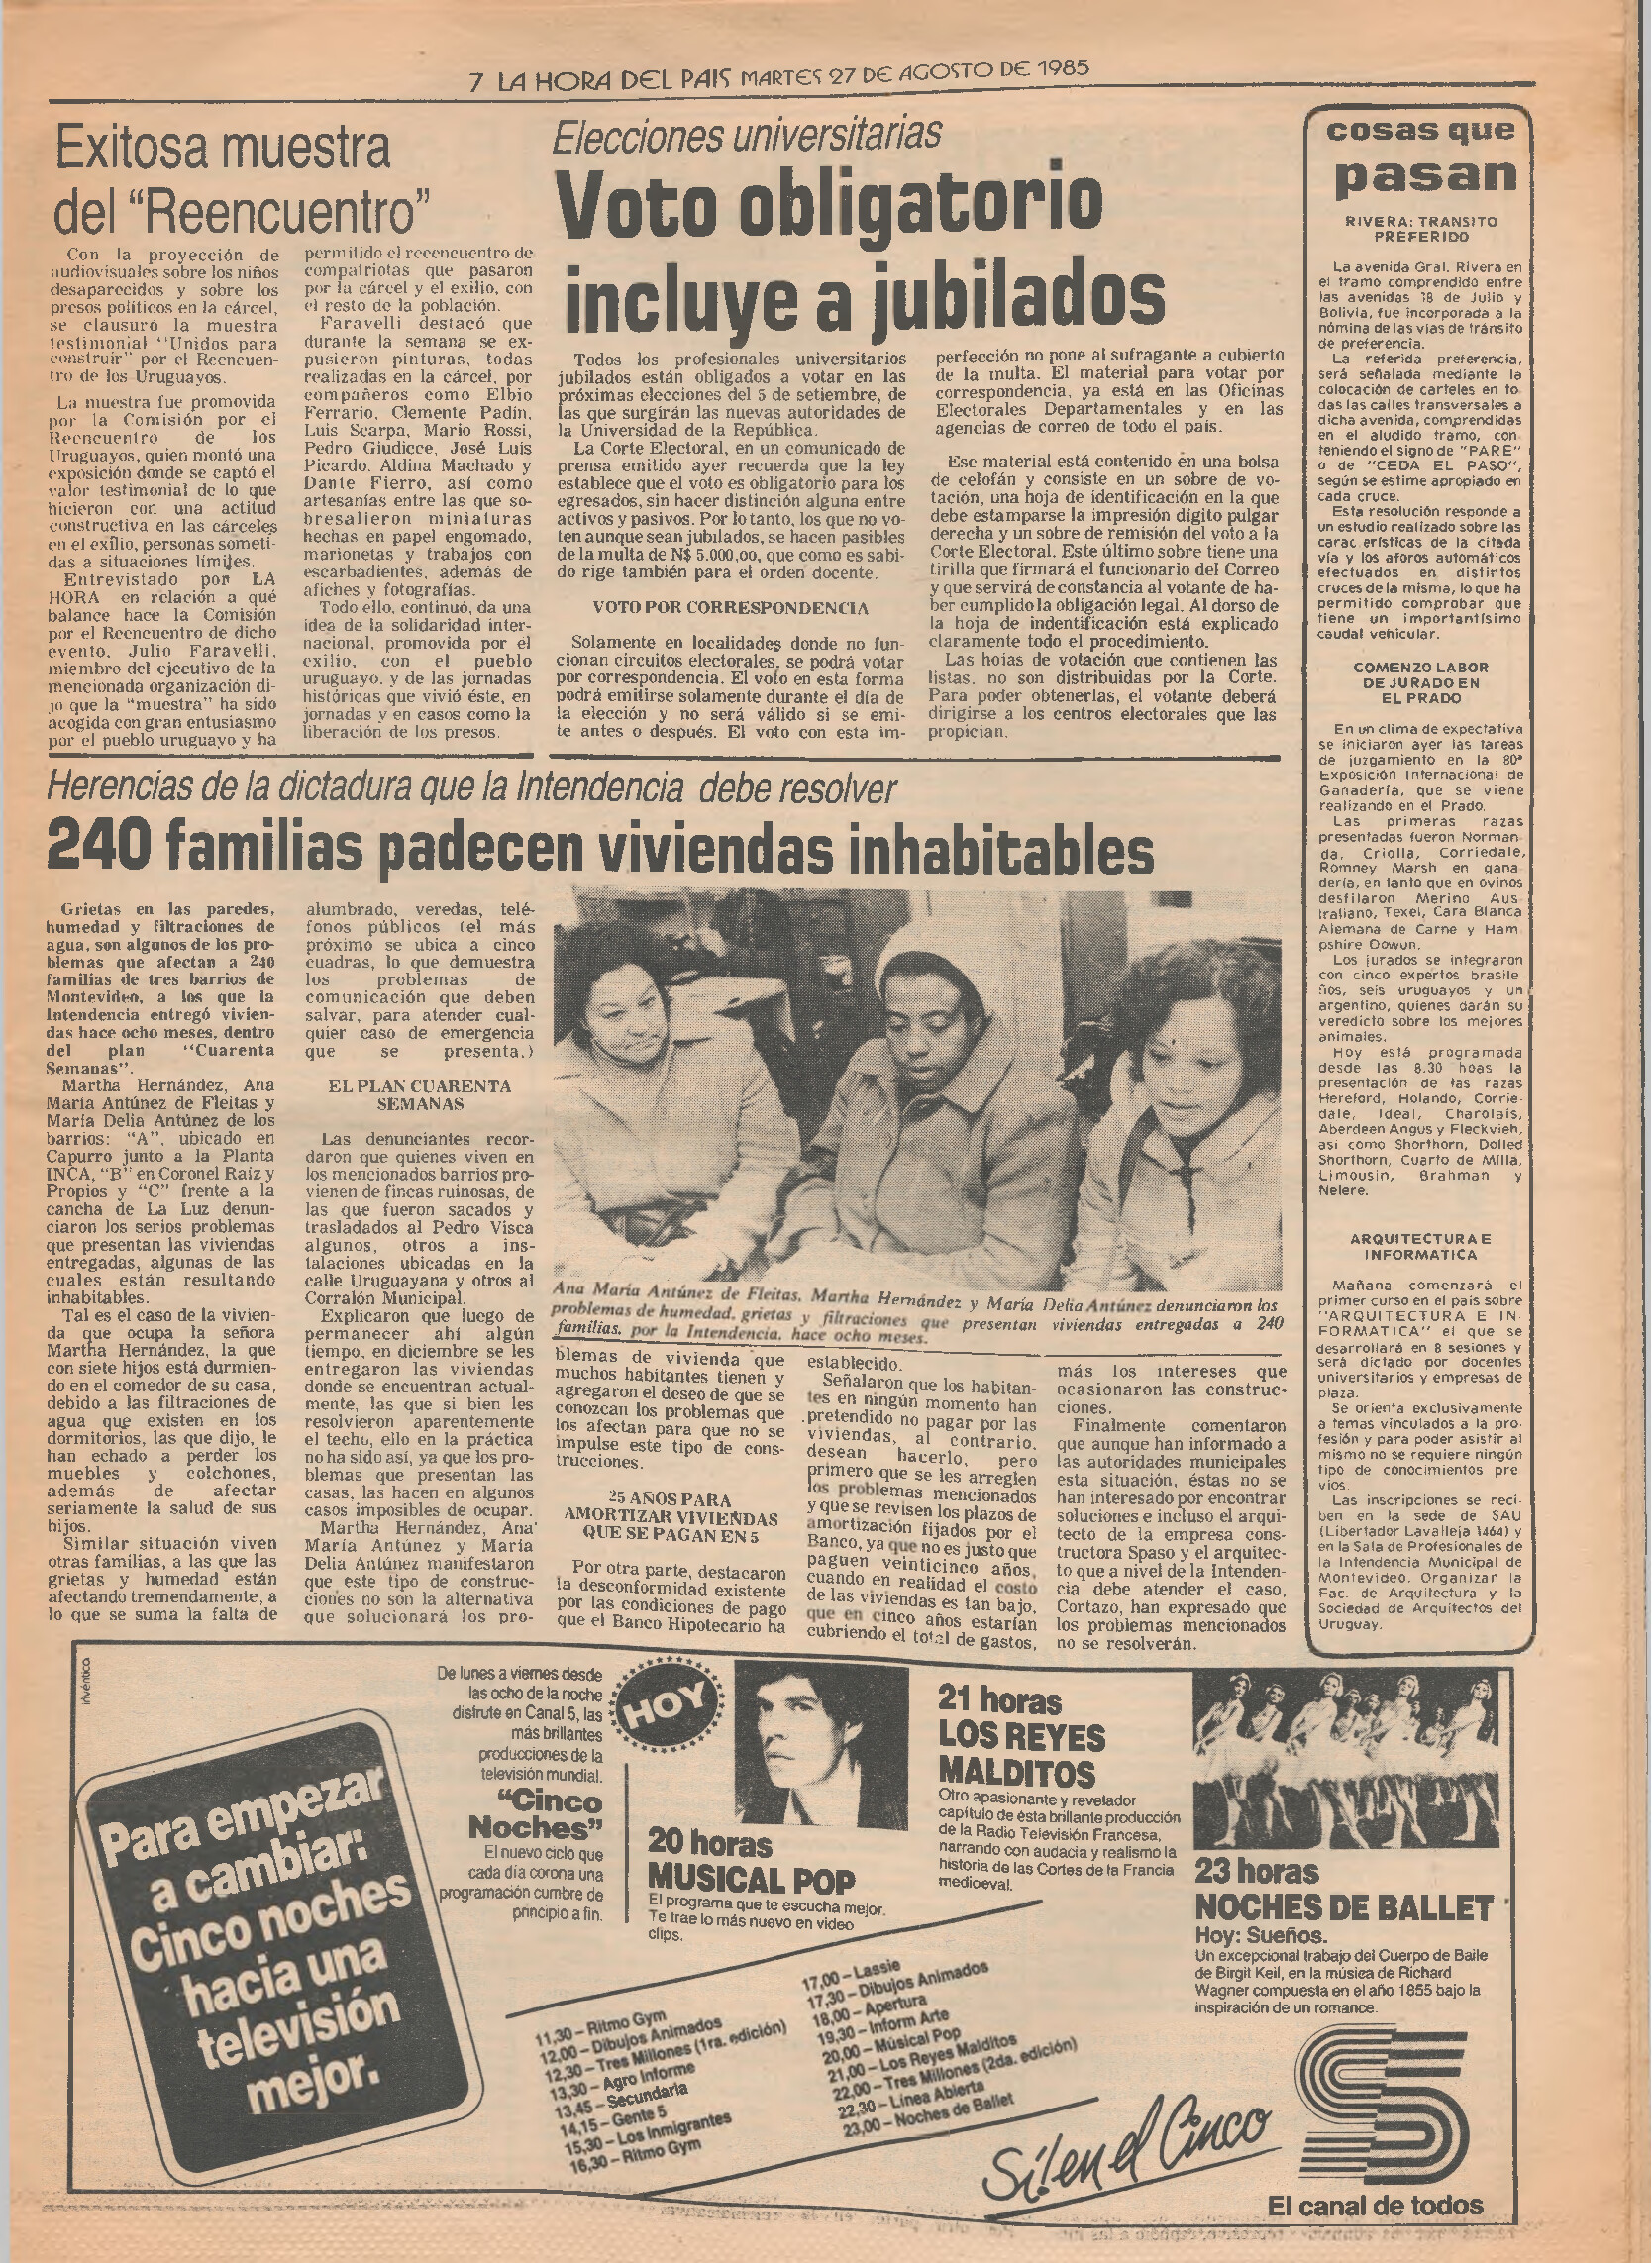 7 LA HORA DEL PAIS MARTES 27 DE AGOSTO DE 1985
Exitosa muestra
del “Reencuentro”
Con la proyección de
audiovisuales sobre los niños
desaparecidos y sobre los
presos políticos en la cárcel,
se clausuró la muestra
testimonial “Unidos para
construir” por el Reencuen-
tro de los Uruguayos.
La muestra fue promovida
por la Comisión por el
Reencuentro de los
Uruguayos, quien montó una
exposición donde se captó el
valor testimonial de lo que
hicieron con una actitud
constructiva en las cárceles
en el exilio, personas someti-
das a situaciones límites.
Entrevistado por LA
HORA en relación a qué
balance hace la Comisión
por el Reencuentro de dicho
evento, Julio Faravelli,
miembro del ejecutivo de la
mencionada organización di-
jo que la “muestra” ha sido
acogida con gran entusiasmo
por el pueblo uruguayo y ha
permitido el reeencuentro de
compatriotas que pasaron
por la cárcel y el exilio, con
el resto de la población.
Faravelli destacó que
durante la semana se ex-
pusieron pinturas, todas
realizadas en la cárcel, por
compañeros como Elbio
Ferrario, Clemente Padín,
Luis Scarpa, Mario Rossi,
Pedro Giudicce, José Luis
Picardo, Aldina Machado y
Dante Fierro, así como
artesanías entre las que so-
bresalieron miniaturas
hechas en papel engomado,
marionetas y trabajos con
escarbadientes, además de
afiches y fotografías.
Todo ello, continuó, da una
idea de la solidaridad inter-
nacional, promovida por el
exilio, con el pueblo
uruguayo, y de las jornadas
históricas que vivió éste, en
jornadas y en casos como la
liberación de los presos.
Elecciones universitarias
Voto obligatorio
incluye a jubilados
Todos los profesionales universitarios
jubilados están obligados a votar en las
próximas elecciones del 5 de setiembre, de
las que surgirán las nuevas autoridades de
la Universidad de la República.
La Corte Electoral, en un comunicado de
prensa emitido ayer recuerda que la ley
establece que el voto es obligatorio para los
egresados, sin hacer distinción alguna entre
activos y pasivos. Por lo tanto, los que no vo-
ten aunque sean jubilados, se hacen pasibles
de la multa de N$ 5.000,oo, que como es sabi-
do rige también para el orden docente.
VOTO POR CORRESPONDENCIA
Solamente en localidades donde no fun-
cionan circuitos electorales, se podrá votar
por correspondencia. El voto en esta forma
podrá emitirse solamente durante el día de
la elección y no será válido si se emi-
te antes o después. El voto con esta im-
perfección no pone al sufragante a cubierto
de la multa. El material para votar por
correspondencia, ya está en las Oficinas
Electorales Departamentales y en las
agencias de correo de todo el país.
Ese material está contenido en una bolsa
de celofán y consiste en un sobre de vo-
tación, una hoja de identificación en la que
debe estamparse la impresión dígito pulgar
derecha y un sobre de remisión del voto a la
Corte Electoral. Este último sobre tiene una
tirilla que firmará el funcionario del Correo
y que servirá de constancia al votante de ha-
ber cumplido la obligación legal. Al dorso de
la hoja de indentificación está explicado
claramente todo el procedimiento.
Las hojas de votación que contienen las
listas, no son distribuidas por la Corte.
Para poder obtenerlas, el votante deberá
dirigirse a los centros electorales que las
propician.
Herencias de la dictadura que la Intendencia debe resolver
240 familias padecen viviendas inhabitables
Grietas en las paredes,
humedad y filtraciones de
agua, son algunos de los pro-
blemas que afectan a 240
familias de tres barrios de
Montevideo, a los que la
Intendencia entregó vivien-
das hace ocho meses, dentro
del plan “Cuarenta
Semanas”.
Martha Hernández, Ana
María Antúnez de Fleitas y
María Delia Antúnez de los
barrios: “A”, ubicado en
Capurro junto a la Planta
INCA, “B” en Coronel Raíz y
Propios y “C” frente a la
cancha de La Luz denun-
ciaron los serios problemas
que presentan las viviendas
entregadas, algunas de las
cuales están resultando
inhabitables.
Tal es el caso de la vivien-
da que ocupa la señora
Martha Hernández, la que
con siete hijos está durmien-
do en el comedor de su casa,
debido a las filtraciones de
agua que existen en los
dormitorios, las que dijo, le
han echado a perder los
muebles y colchones,
además de afectar
seriamente la salud de sus
hijos.
Similar situación viven
otras familias, a las que las
grietas y humedad están
afectando tremendamente, a
lo que se suma la falta de
alumbrado, veredas, telé-
fonos públicos (el más
próximo se ubica a cinco
cuadras, lo que demuestra
los problemas de
comunicación que deben
salvar, para atender cual-
quier caso de emergencia
que se presenta.)
EL PLAN CUARENTA
SEMANAS
Las denunciantes recor-
daron que quienes viven en
los mencionados barrios pro-
vienen de fincas ruinosas, de
las que fueron sacados y
trasladados al Pedro Visca
algunos, otros a ins-
talaciones ubicadas en la
calle Uruguayana y otros al
Corralón Municipal.
Explicaron que luego de
permanecer ahí algún
tiempo, en diciembre se les
entregaron las viviendas
donde se encuentran actual-
mente, las que si bien les
resolvieron aparentemente
el techo, ello en la práctica
no ha sido así, ya que los pro-
blemas que presentan las
casas, las hacen en algunos
casos imposibles de ocupar.
Martha Hernández, Ana
María Antúnez y María
Delia Antúnez manifestaron
que este tipo de construc-
ciones no son la alternativa
que solucionará los pro-
Ana María Antúnez de Fleitas, Martha Hernández y María Delia Antúnez denunciaron los
problemas de humedad, grietas y filtraciones que presentan viviendas entregadas a 240
familias, por la Intendencia, hace ocho meses.
blemas de vivienda que
muchos habitantes tienen y
agregaron el deseo de que se
conozcan los problemas que
los afectan para que no se
impulse este tipo de cons-
trucciones.
25 AÑOS PARA
AMORTIZAR VIVIENDAS
QUE SE PAGAN EN 5
Por otra parte, destacaron
la desconformidad existente
por las condiciones de pago
que el Banco Hipotecario ha
establecido.
Señalaron que los habitan-
tes en ningún momento han
pretendido no pagar por las
viviendas, al contrario,
desean hacerlo, pero
primero que se les arreglen
los problemas mencionados
y que se revisen los plazos de
amortización fijados por el
Banco, ya que no es justo que
paguen veinticinco años,
cuando en realidad el costo
de las viviendas es tan bajo,
que en cinco años estarían
cubriendo el total de gastos,
más los intereses que
ocasionaron las construc-
ciones.
Finalmente comentaron
que aunque han informado a
las autoridades municipales
esta situación, éstas no se
han interesado por encontrar
soluciones e incluso el arqui-
tecto de la empresa cons-
tructora Spaso y el arquitec-
to que a nivel de la Intenden-
cia debe atender el caso,
Cortazo, han expresado que
los problemas mencionados
no se resolverán.
cosas que
pasan
RIVERA: TRANSITO
PREFERIDO
La avenida Gral. Rivera en
el tramo comprendido entre
las avenidas 18 de Julio y
Bolivia, fue incorporada a la
nómina de las vías de tránsito
de preferencia.
La referida preferencia,
será señalada mediante la
colocación de carteles en to-
das las calles transversales a
dicha avenida, comprendidas
en el aludido tramo, con-
teniendo el signo de “PARE”
o de “CEDA EL PASO”,
según se estime apropiado en
cada cruce.
Esta resolución responde a
un estudio realizado sobre las
carac erísticas de la citada
vía y los aforos automáticos
efectuados en distintos
cruces de la misma, lo que ha
permitido comprobar que
tiene un importantísimo
caudal vehicular.
COMENZO LABOR
DE JURADO EN
EL PRADO
En un clima de expectativa
se iniciaron ayer las tareas
de juzgamiento en la 80ª
Exposición Internacional de
Ganadería, que se viene
realizando en el Prado.
Las primeras razas
presentadas fueron Norman-
da, Criolla, Corriedale,
Romney Marsh en gana-
dería, en tanto que en ovinos
desfilaron Merino Aus-
traliano, Texel, Cara Blanca
Alemana de Carne y Ham
pshire Dowun.
Los jurados se integraron
con cinco expertos brasile-
ños, seis uruguayos y un
argentino, quienes darán su
veredicto sobre los mejores
animales.
Hoy está programada
desde las 8.30 hoas la
presentación de las razas
Hereford, Holando, Corrie-
dale, Ideal, Charolais,
Aberdeen Angus y Fleckvieh,
así como Shorthorn, Dolled
Shorthorn, Cuarto de Milla,
Limousin, Brahman y
Nelere.
ARQUITECTURA E
INFORMATICA
Mañana comenzará el
primer curso en el país sobre
“ARQUITECTURA E IN-
FORMATICA” el que se
desarrollará en 8 sesiones y
será dictado por docentes
universitarios y empresas de
plaza.
Se orienta exclusivamente
a temas vinculados a la pro-
fesión y para poder asistir al
mismo no se requiere ningún
tipo de conocimientos pre
vios.
Las inscripciones se reci-
ben en la sede de SAU
(Libertador Lavalleja 1464) y
en la Sala de Profesionales de
la Intendencia Municipal de
Montevideo. Organizan la
Fac. de Arquitectura y la
Sociedad de Arquitectos del
Uruguay.
invéntica
Para empezar
a cambiar:
Cinco noches
hacia una
televisión
mejor.
De lunes a viernes desde
las ocho de la noche
disfrute en Canal 5, las
más brillantes
producciones de la
televisión mundial.
“Cinco
Noches”
El nuevo ciclo que
cada día corona una
programación cumbre de
principio a fin.
HOY
20 horas
MUSICAL POP
El programa que te escucha mejor.
Te trae lo más nuevo en video
clips.
21 horas
LOS REYES
MALDITOS
Otro apasionante y revelador
capítulo de ésta brillante producción
de la Radio Televisión Francesa,
narrando con audacia y realismo la
historia de las Cortes de la Francia
medioeval.
23 horas
NOCHES DE BALLET
Hoy: Sueños.
Un excepcional trabajo del Cuerpo de Baile
de Birgit Keil, en la música de Richard
Wagner compuesta en el año 1855 bajo la
inspiración de un romance.
11,30 – Ritmo Gym
12,00 – Dibujos Animados
12,30 – Tres Millones (1ra. edición)
13,30 – Agro Informe
13,45 – Secundaria
14,15 – Gente 5
15,30 – Los Inmigrantes
16,30 – Ritmo Gym
17,00 – Lassie
17,30 – Dibujos Animados
18,00 – Apertura
19,30 – Inform Arte
20,00 – Músical Pop
21,00 – Los Reyes Malditos
22,00 – Tres Millones (2da. edición)
22,30 – Línea Abierta
23,00 – Noches de Ballet
Sí! en el Cinco
5
El canal de todos